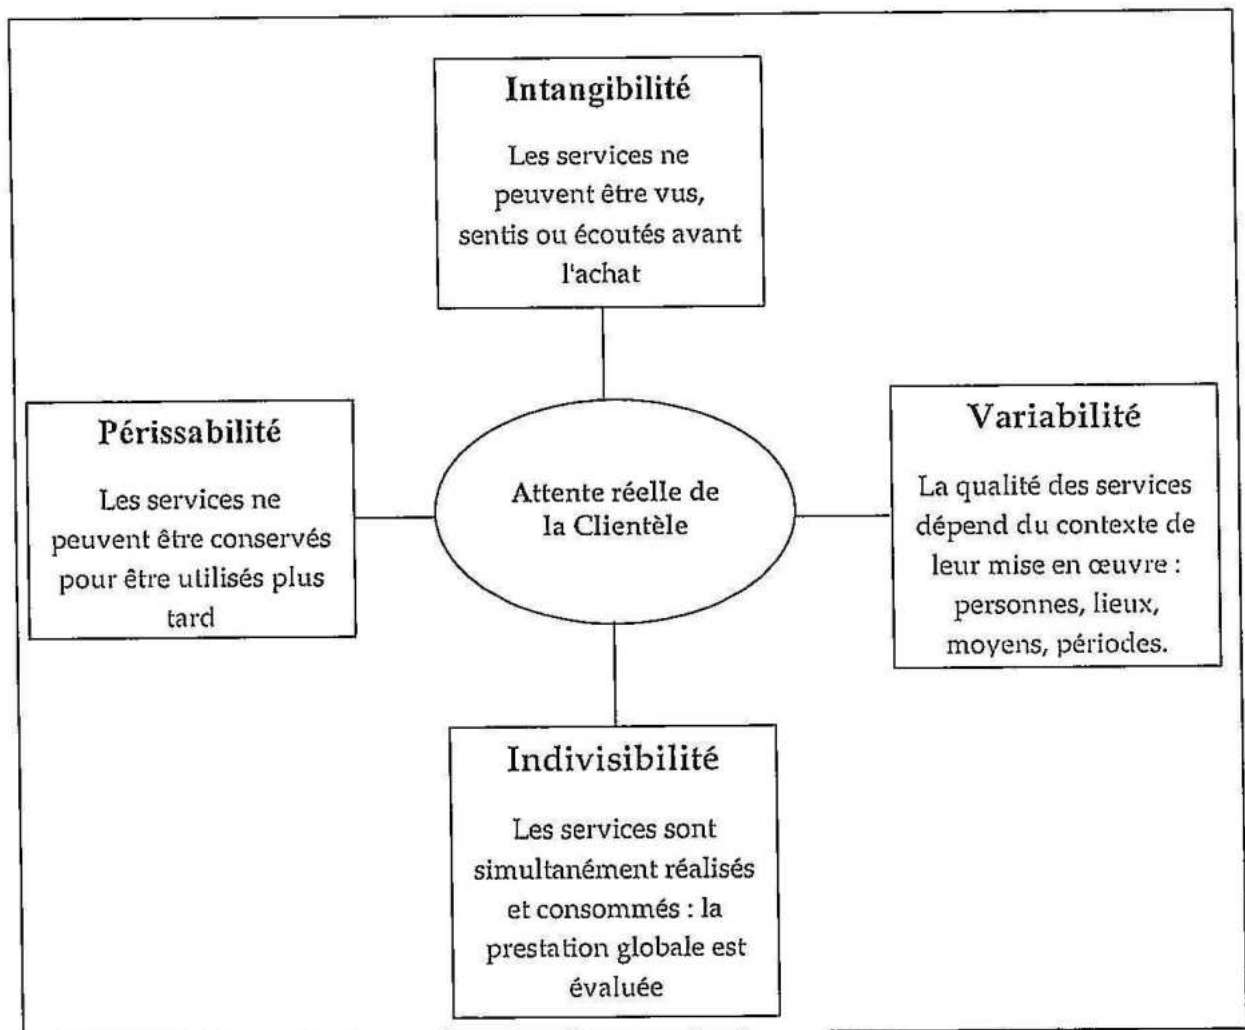 Intangibilité
Les services ne
peuvent être vus,
sentis ou écoutés avant
l'achat
Périssabilité
Les services ne
peuvent être conservés
pour être utilisés plus
tard
Attente réelle de
la Clientèle
Variabilité
La qualité des services
dépend du contexte de
leur mise en œuvre :
personnes, lieux,
moyens, périodes.
Indivisibilité
Les services sont
simultanément réalisés
et consommés : la
prestation globale est
évaluée